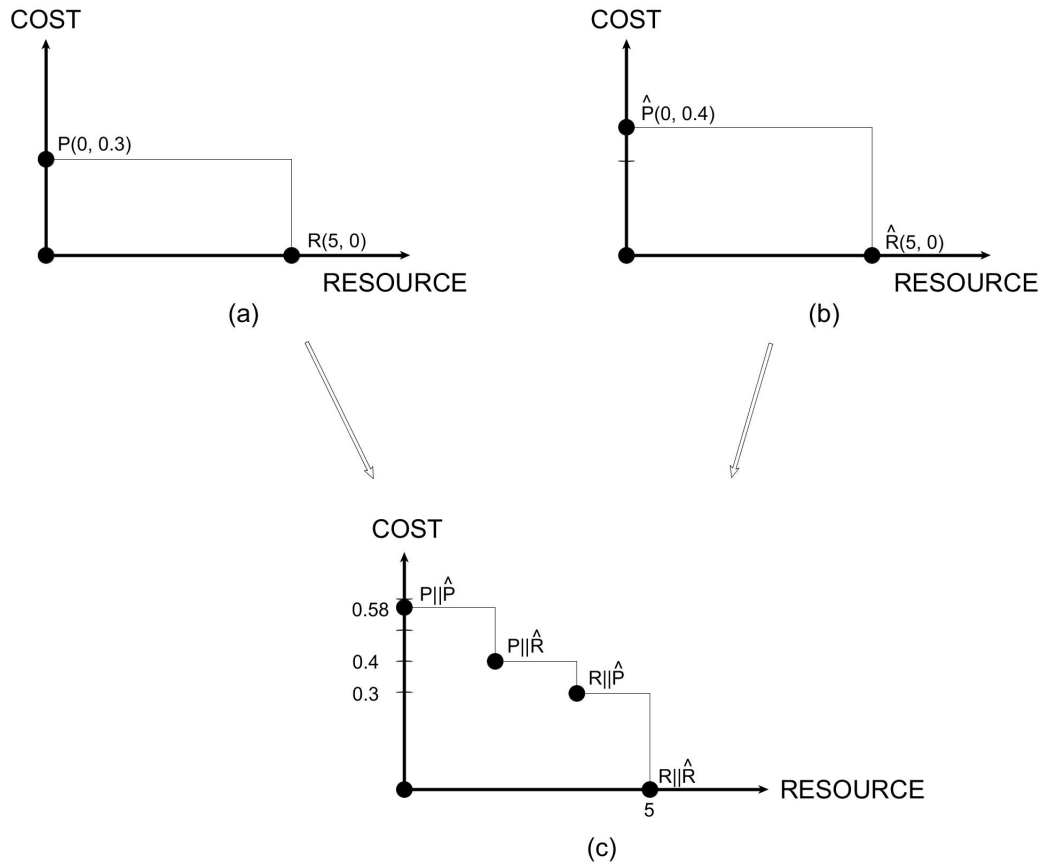 COST
P(0, 0.3)
R(5, 0)
RESOURCE
(a)
COST
P̂(0, 0.4)
R̂(5, 0)
RESOURCE
(b)
COST
0.58
P||P̂
P||R̂
0.4
R||P̂
0.3
R||R̂
RESOURCE
5
(c)